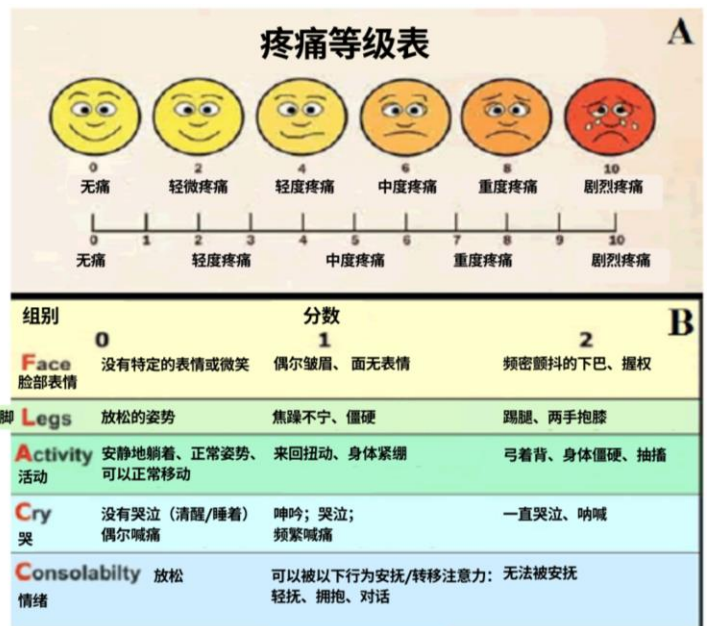 疼痛等级表
A
0 2 4 6 8 10
无痛 轻微疼痛 轻度疼痛 中度疼痛 重度疼痛 剧烈疼痛
0 1 2 3 4 5 6 7 8 9 10
无痛 轻度疼痛 中度疼痛 重度疼痛 剧烈疼痛
组别 分数 B
0 1 2
Face 没有特定的表情或微笑 偶尔皱眉、面无表情 频密颤抖的下巴、握权
脸部表情
脚 Legs 放松的姿势 焦躁不宁、僵硬 踢腿、两手抱膝
Activity 安静地躺着、正常姿势、 来回扭动、身体紧绷 弓着背、身体僵硬、抽搐
活动 可以正常移动
Cry 没有哭泣（清醒/睡着） 呻吟；哭泣； 一直哭泣、呐喊
哭 偶尔喊痛 频繁喊痛
Consolabilty 放松 可以被以下行为安抚/转移注意力： 无法被安抚
情绪 轻抚、拥抱、对话